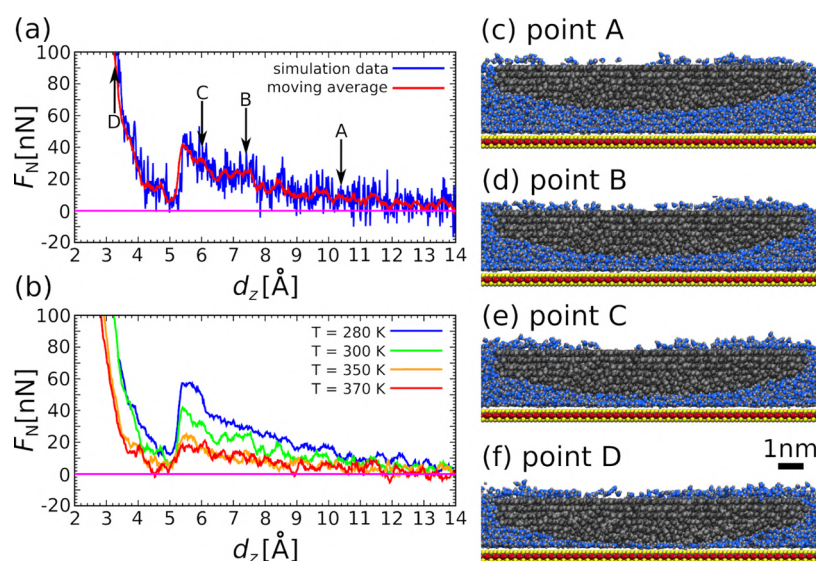 (a)
100
80
60
40
20
0
-20
F_N[nN]
simulation data
moving average
D
C
B
A
2 3 4 5 6 7 8 9 10 11 12 13 14
d_z[Å]
(b)
100
80
60
40
20
0
-20
F_N[nN]
T = 280 K
T = 300 K
T = 350 K
T = 370 K
2 3 4 5 6 7 8 9 10 11 12 13 14
d_z[Å]
(c) point A
(d) point B
(e) point C
(f) point D
1nm